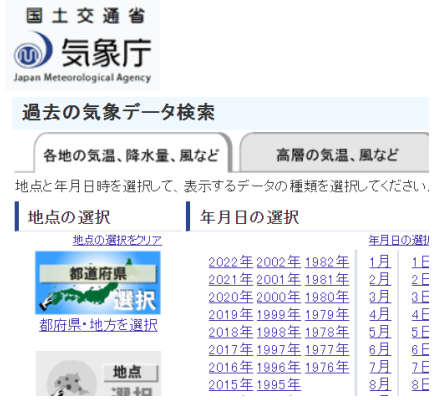 国土交通省
気象庁
Japan Meteorological Agency
過去の気象データ検索
各地の気温、降水量、風など 高層の気温、風など
地点と年月日時を選択して、表示するデータの種類を選択してください。
地点の選択 年月日の選択
地点の選択をクリア 年月日の選択
都道府県
選択
都府県・地方を選択
2022年 2002年 1982年 1月 1日
2021年 2001年 1981年 2月 2日
2020年 2000年 1980年 3月 3日
2019年 1999年 1979年 4月 4日
2018年 1998年 1978年 5月 5日
2017年 1997年 1977年 6月 6日
2016年 1996年 1976年 7月 7日
2015年 1995年 8月 8日
地点
選択